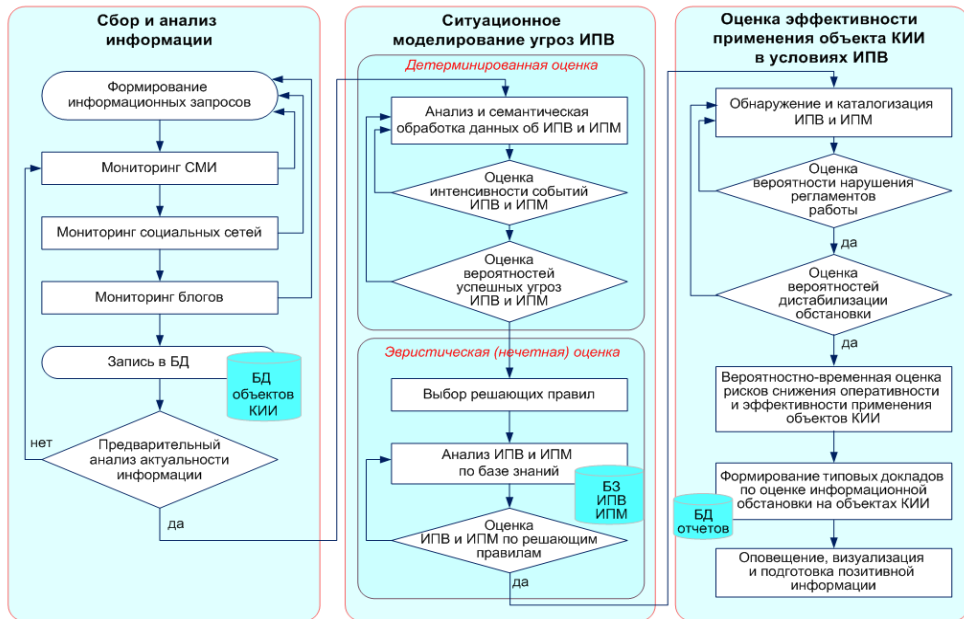 Сбор и анализ
информации
Формирование
информационных запросов
Мониторинг СМИ
Мониторинг социальных сетей
Мониторинг блогов
Запись в БД
БД
объектов
КИИ
нет
Предварительный
анализ актуальности
информации
да
Ситуационное
моделирование угроз ИПВ
Детерминированная оценка
Анализ и семантическая
обработка данных об ИПВ и ИПМ
Оценка
интенсивности событий
ИПВ и ИПМ
Оценка
вероятностей
успешных угроз
ИПВ и ИПМ
Эвристическая (нечетная) оценка
Выбор решающих правил
Анализ ИПВ и ИПМ
по базе знаний
БЗ
ИПВ
ИПМ
Оценка
ИПВ и ИПМ по решающим
правилам
да
Оценка эффективности
применения объекта КИИ
в условиях ИПВ
Обнаружение и каталогизация
ИПВ и ИПМ
Оценка
вероятности нарушения
регламентов
работы
да
Оценка
вероятностей
дистабилизации
обстановки
да
Вероятностно-временная оценка
рисков снижения оперативности
и эффективности применения
объектов КИИ
Формирование типовых докладов
по оценке информационной
обстановки на объектах КИИ
БД
отчетов
Оповещение, визуализация
и подготовка позитивной
информации